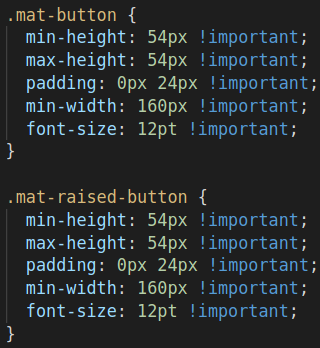 .mat-button {
  min-height: 54px !important;
  max-height: 54px !important;
  padding: 0px 24px !important;
  min-width: 160px !important;
  font-size: 12pt !important;
}

.mat-raised-button {
  min-height: 54px !important;
  max-height: 54px !important;
  padding: 0px 24px !important;
  min-width: 160px !important;
  font-size: 12pt !important;
}